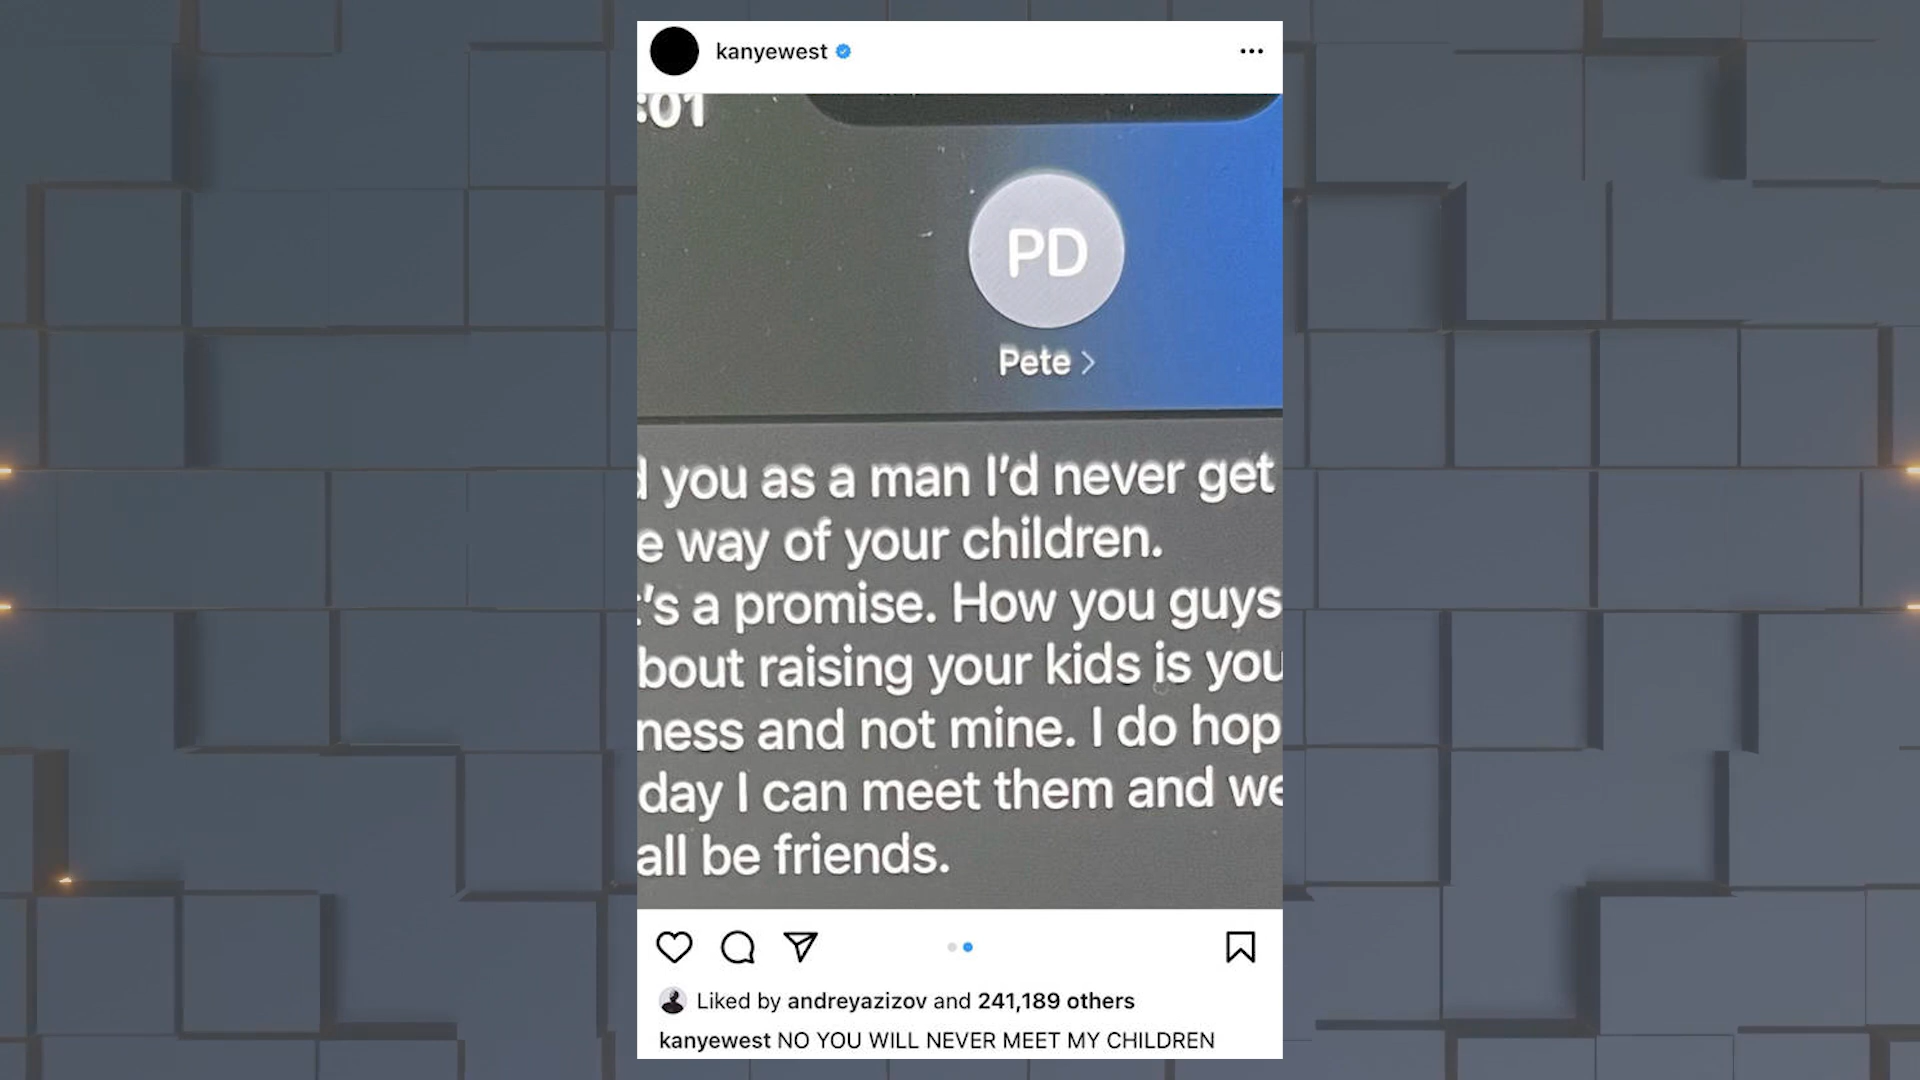 kanyewest
:01
PD
Pete >
you as a man I'd never get
way of your children.
's a promise. How you guys
bout raising your kids is you
ness and not mine. I do hop
day I can meet them and we
all be friends.
Liked by andreyazizov and 241,189 others
kanyewest NO YOU WILL NEVER MEET MY CHILDREN